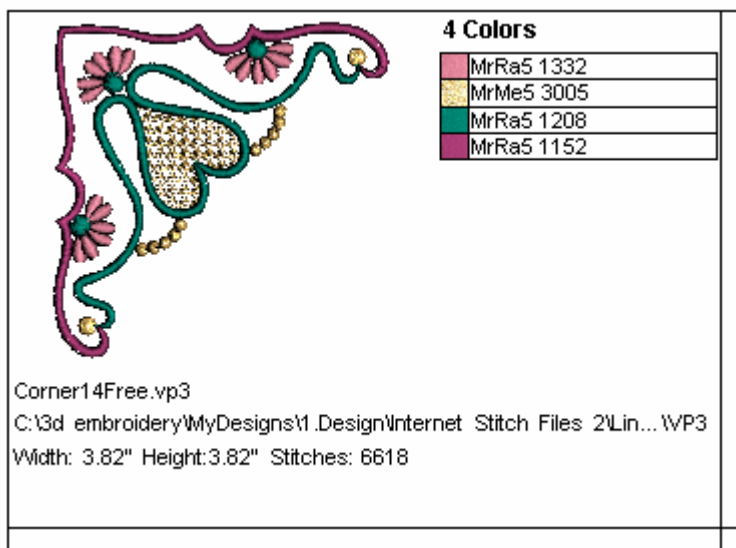 4 Colors
MrRa5 1332
MrMe5 3005
MrRa5 1208
MrRa5 1152
Corner14Free.vp3
C:\3d embroidery\MyDesigns\1.Design\Internet Stitch Files 2\Lin... \VP3
Width: 3.82" Height:3.82" Stitches: 6618